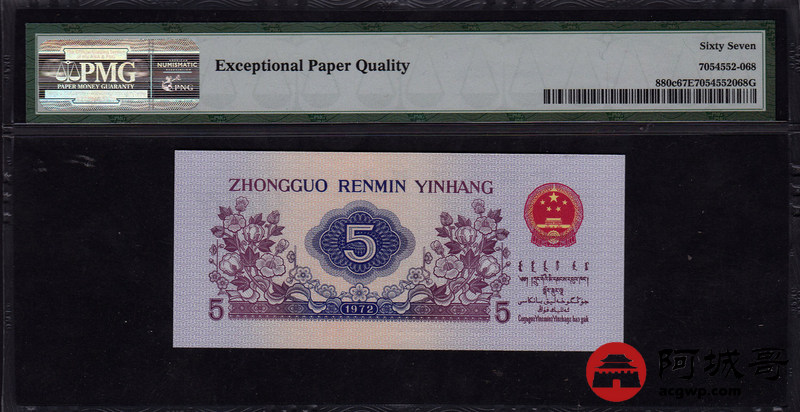 PMG
PAPER MONEY GUARANTY
NUMISMATIC
PNG
Exceptional Paper Quality
Sixty Seven
7054552-068
880c67E7054552068G
ZHONGGUO RENMIN YINHANG
5
5
1972
5
阿城哥
acgwp.com